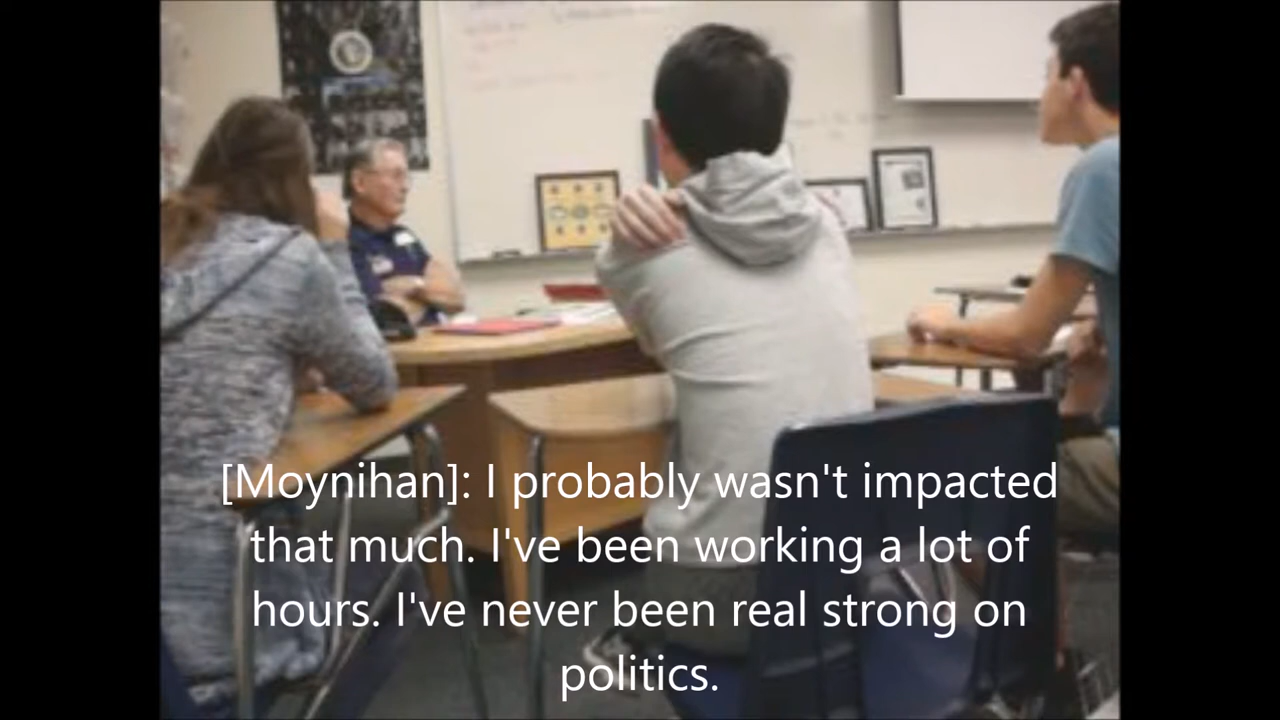 [Moynihan]: I probably wasn't impacted
that much. I've been working a lot of
hours. I've never been real strong on
politics.